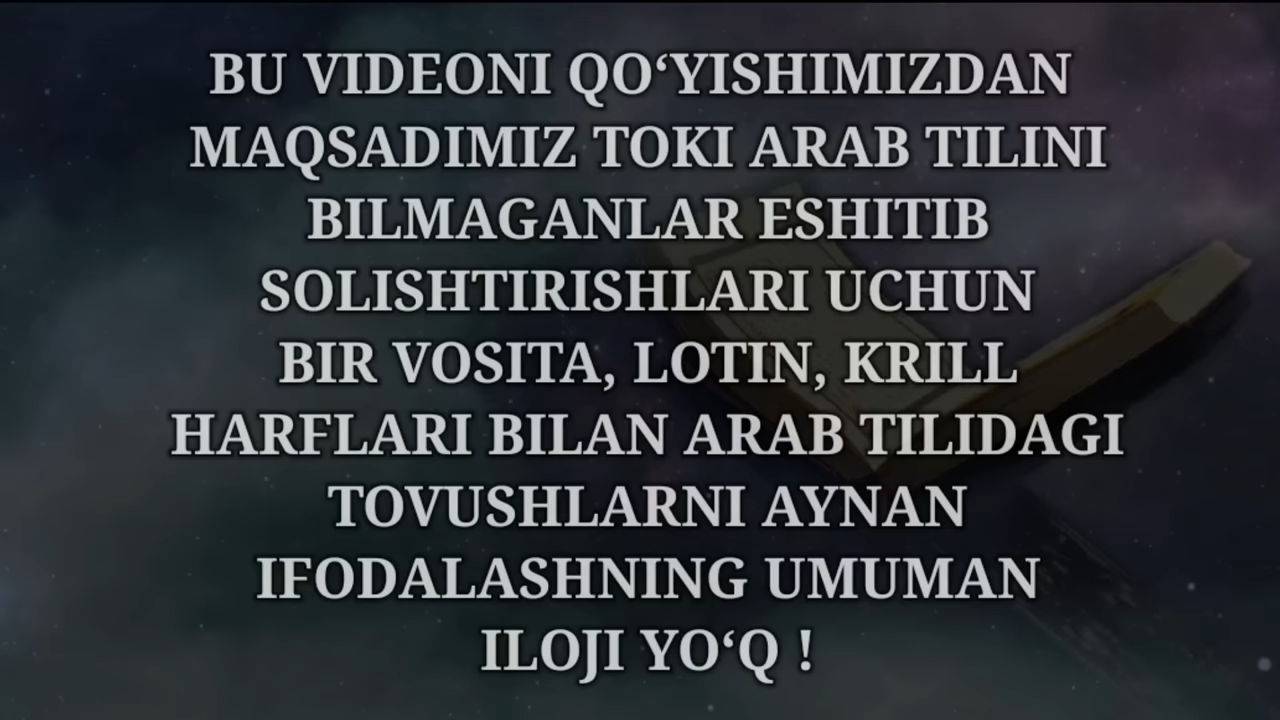 BU VIDEONI QO‘YISHIMIZDAN
MAQSADIMIZ TOKI ARAB TILINI
BILMAGANLAR ESHITIB
SOLISHTIRISHLARI UCHUN
BIR VOSITA, LOTIN, KRILL
HARFLARI BILAN ARAB TILIDAGI
TOVUSHLARNI AYNAN
IFODALASHNING UMUMAN
ILOJI YO‘Q !